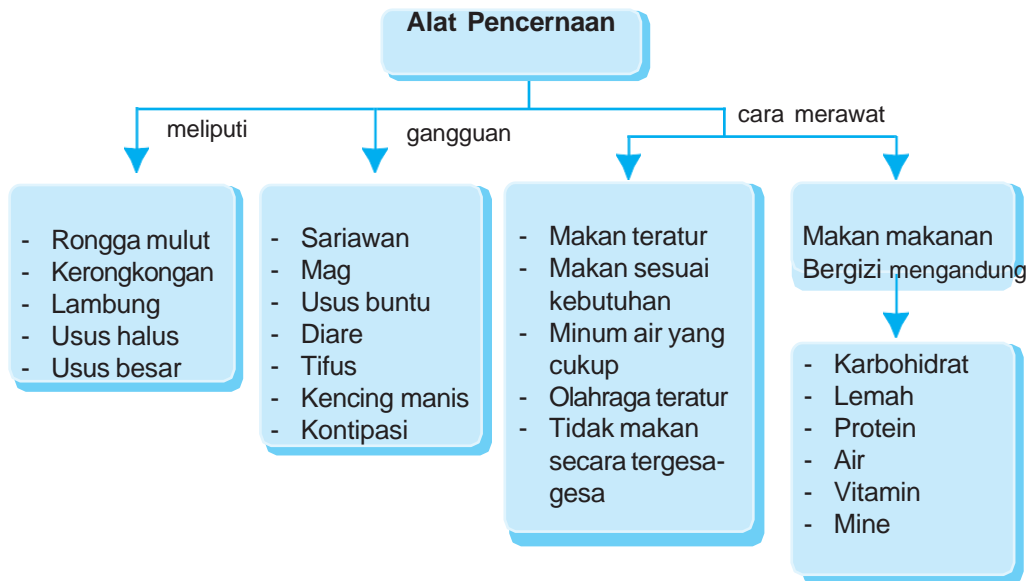 Alat Pencernaan
meliputi
gangguan
cara merawat
- Rongga mulut
- Kerongkongan
- Lambung
- Usus halus
- Usus besar
- Sariawan
- Mag
- Usus buntu
- Diare
- Tifus
- Kencing manis
- Kontipasi
- Makan teratur
- Makan sesuai
kebutuhan
- Minum air yang
cukup
- Olahraga teratur
- Tidak makan
secara tergesa-
gesa
Makan makanan
Bergizi mengandung
- Karbohidrat
- Lemah
- Protein
- Air
- Vitamin
- Mine